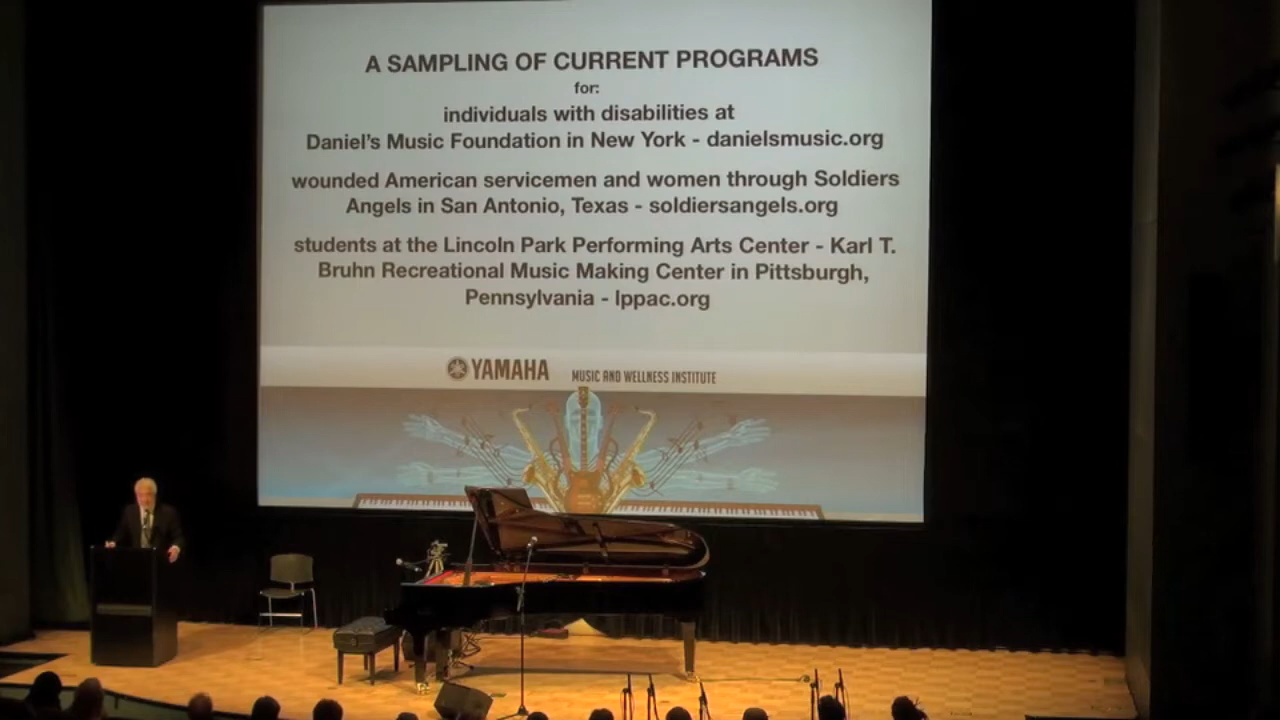 A SAMPLING OF CURRENT PROGRAMS
for:
individuals with disabilities at
Daniel's Music Foundation in New York - danielsmusic.org
wounded American servicemen and women through Soldiers
Angels in San Antonio, Texas - soldiersangels.org
students at the Lincoln Park Performing Arts Center - Karl T.
Bruhn Recreational Music Making Center in Pittsburgh,
Pennsylvania - lppac.org
YAMAHA MUSIC AND WELLNESS INSTITUTE